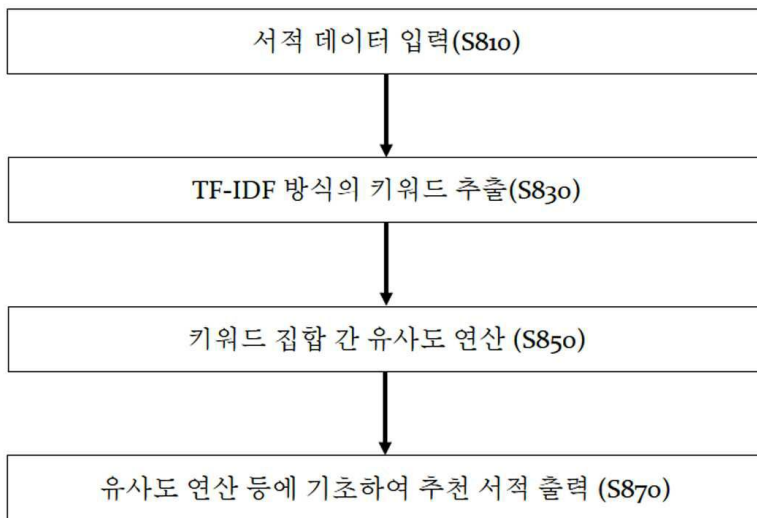 서적 데이터 입력(S810)
TF-IDF 방식의 키워드 추출(S830)
키워드 집합 간 유사도 연산 (S850)
유사도 연산 등에 기초하여 추천 서적 출력 (S870)